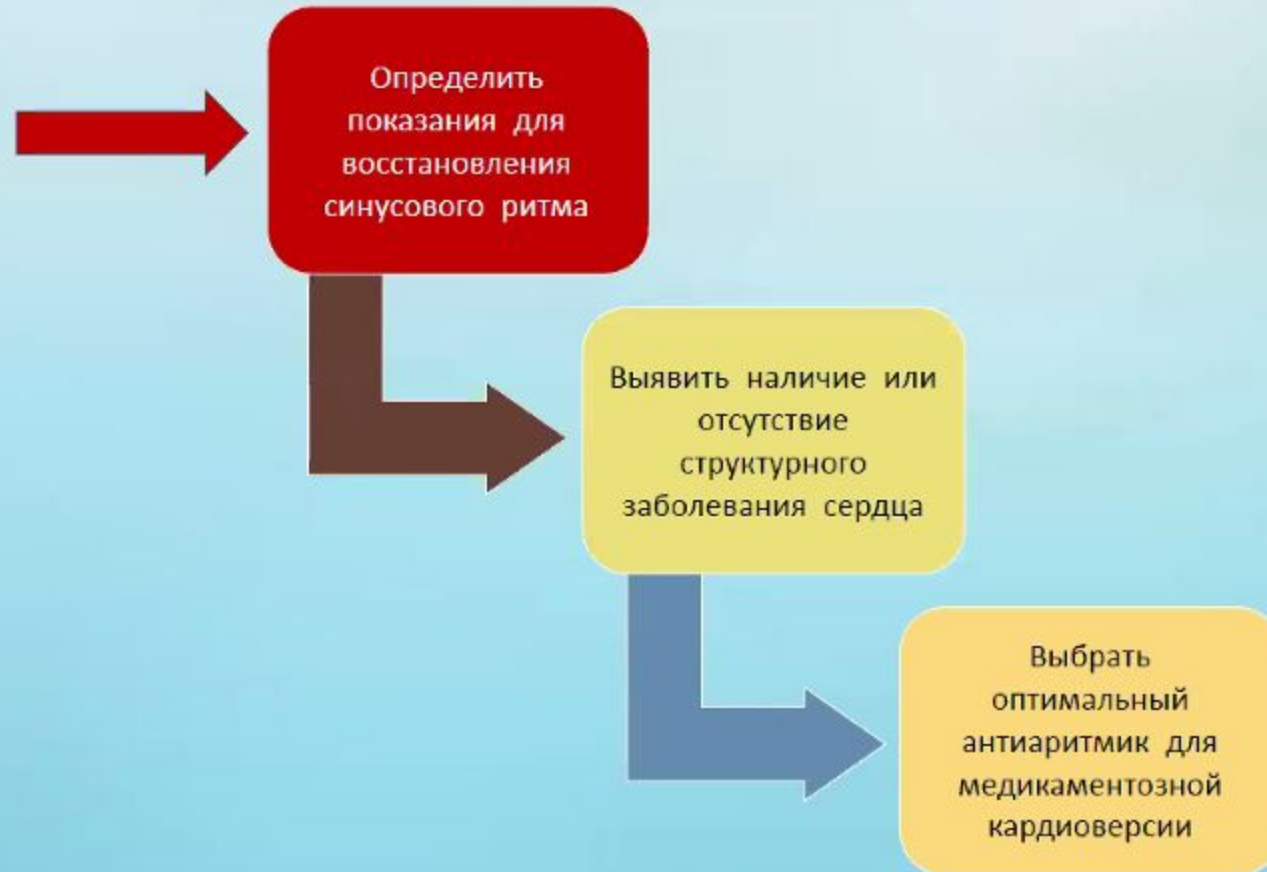 Определить
показания для
восстановления
синусового ритма
Выявить наличие или
отсутствие
структурного
заболевания сердца
Выбрать
оптимальный
антиаритмик для
медикаментозной
кардиоверсии